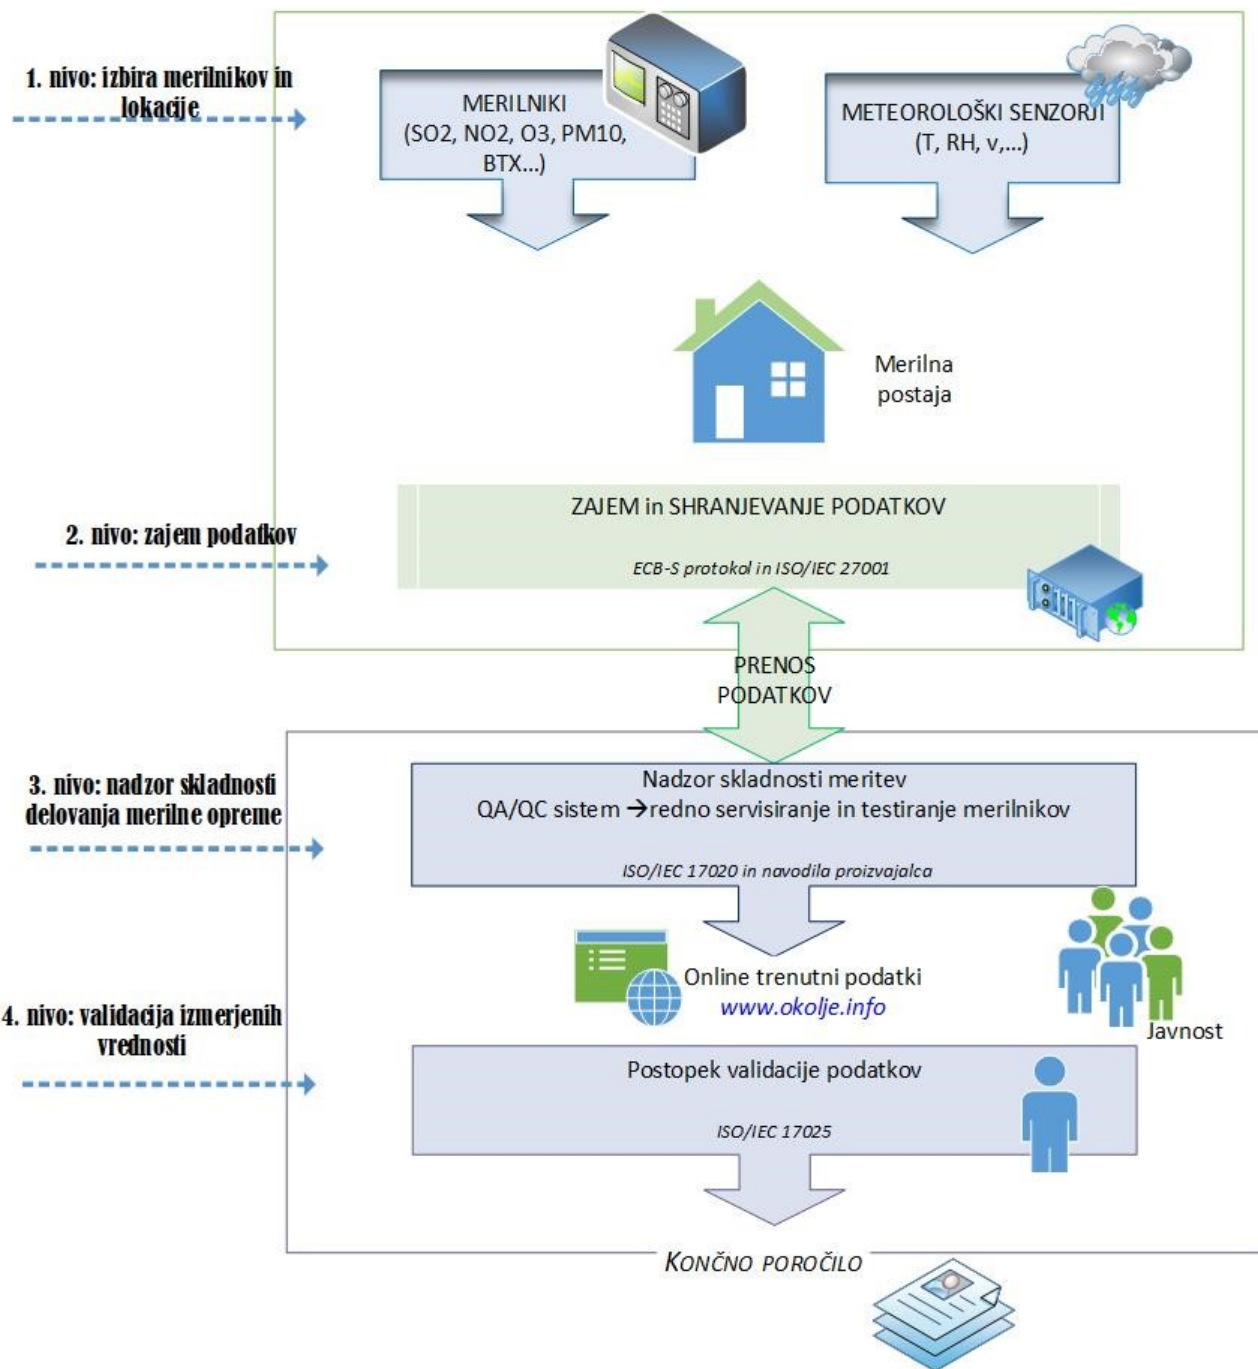 1. nivo: izbira merilnikov in
lokacije
MERILNIKI
(SO2, NO2, O3, PM10,
BTX...)
METEOROLOŠKI SENZORJI
(T, RH, v,...)
Merilna
postaja
2. nivo: zajem podatkov
ZAJEM in SHRANJEVANJE PODATKOV
ECB-S protokol in ISO/IEC 27001
PRENOS
PODATKOV
3. nivo: nadzor skladnosti
delovanja merilne opreme
Nadzor skladnosti meritev
QA/QC sistem →redno servisiranje in testiranje merilnikov
ISO/IEC 17020 in navodila proizvajalca
Online trenutni podatki
www.okolje.info
Javnost
4. nivo: validacija izmerjenih
vrednosti
Postopek validacije podatkov
ISO/IEC 17025
KONČNO POROČILO